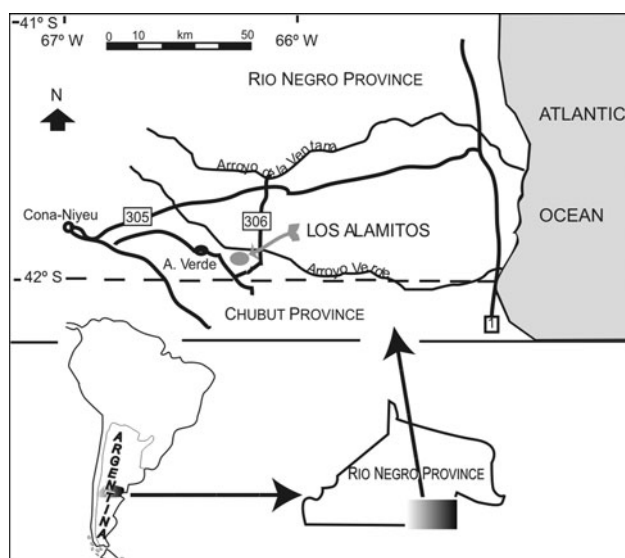 41° S
67° W
66° W
0 10 km 50
RIO NEGRO PROVINCE
N
ATLANTIC
Arroyo de la Ventana
Cona-Niyeu
305
306
LOS ALAMITOS
OCEAN
A. Verde
Arroyo Verde
42° S
CHUBUT PROVINCE
1
ARGENTINA
RIO NEGRO PROVINCE